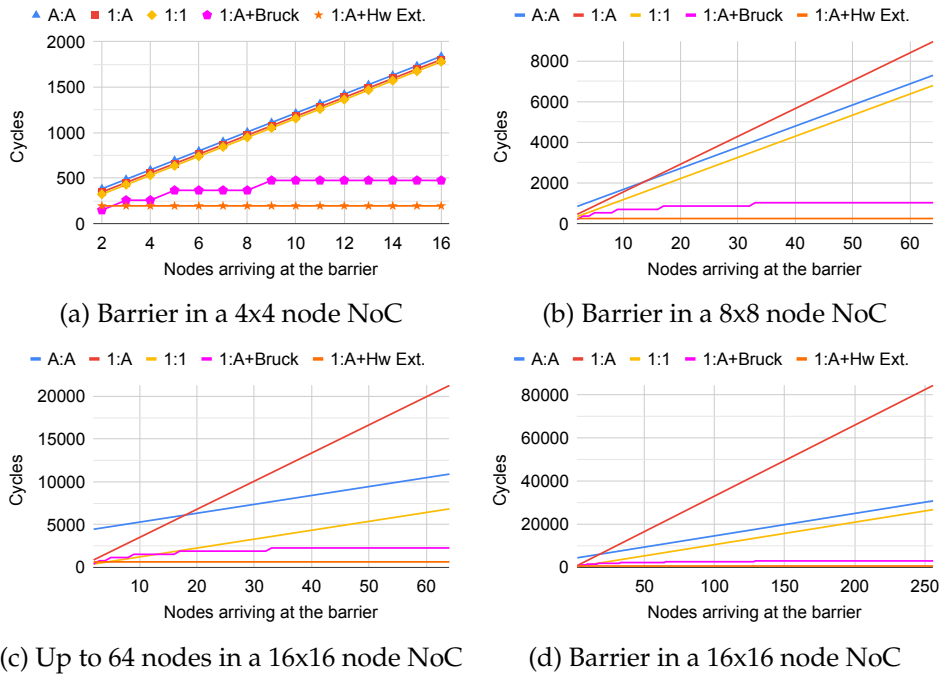 A:A 1:A 1:1 1:A+Bruck 1:A+Hw Ext.
2000
1500
1000
500
0
Cycles
2 4 6 8 10 12 14 16
Nodes arriving at the barrier
(a) Barrier in a 4x4 node NoC
A:A 1:A 1:1 1:A+Bruck 1:A+Hw Ext.
8000
6000
4000
2000
0
Cycles
10 20 30 40 50 60
Nodes arriving at the barrier
(b) Barrier in a 8x8 node NoC
A:A 1:A 1:1 1:A+Bruck 1:A+Hw Ext.
20000
15000
10000
5000
0
Cycles
10 20 30 40 50 60
Nodes arriving at the barrier
(c) Up to 64 nodes in a 16x16 node NoC
A:A 1:A 1:1 1:A+Bruck 1:A+Hw Ext.
80000
60000
40000
20000
0
Cycles
50 100 150 200 250
Nodes arriving at the barrier
(d) Barrier in a 16x16 node NoC